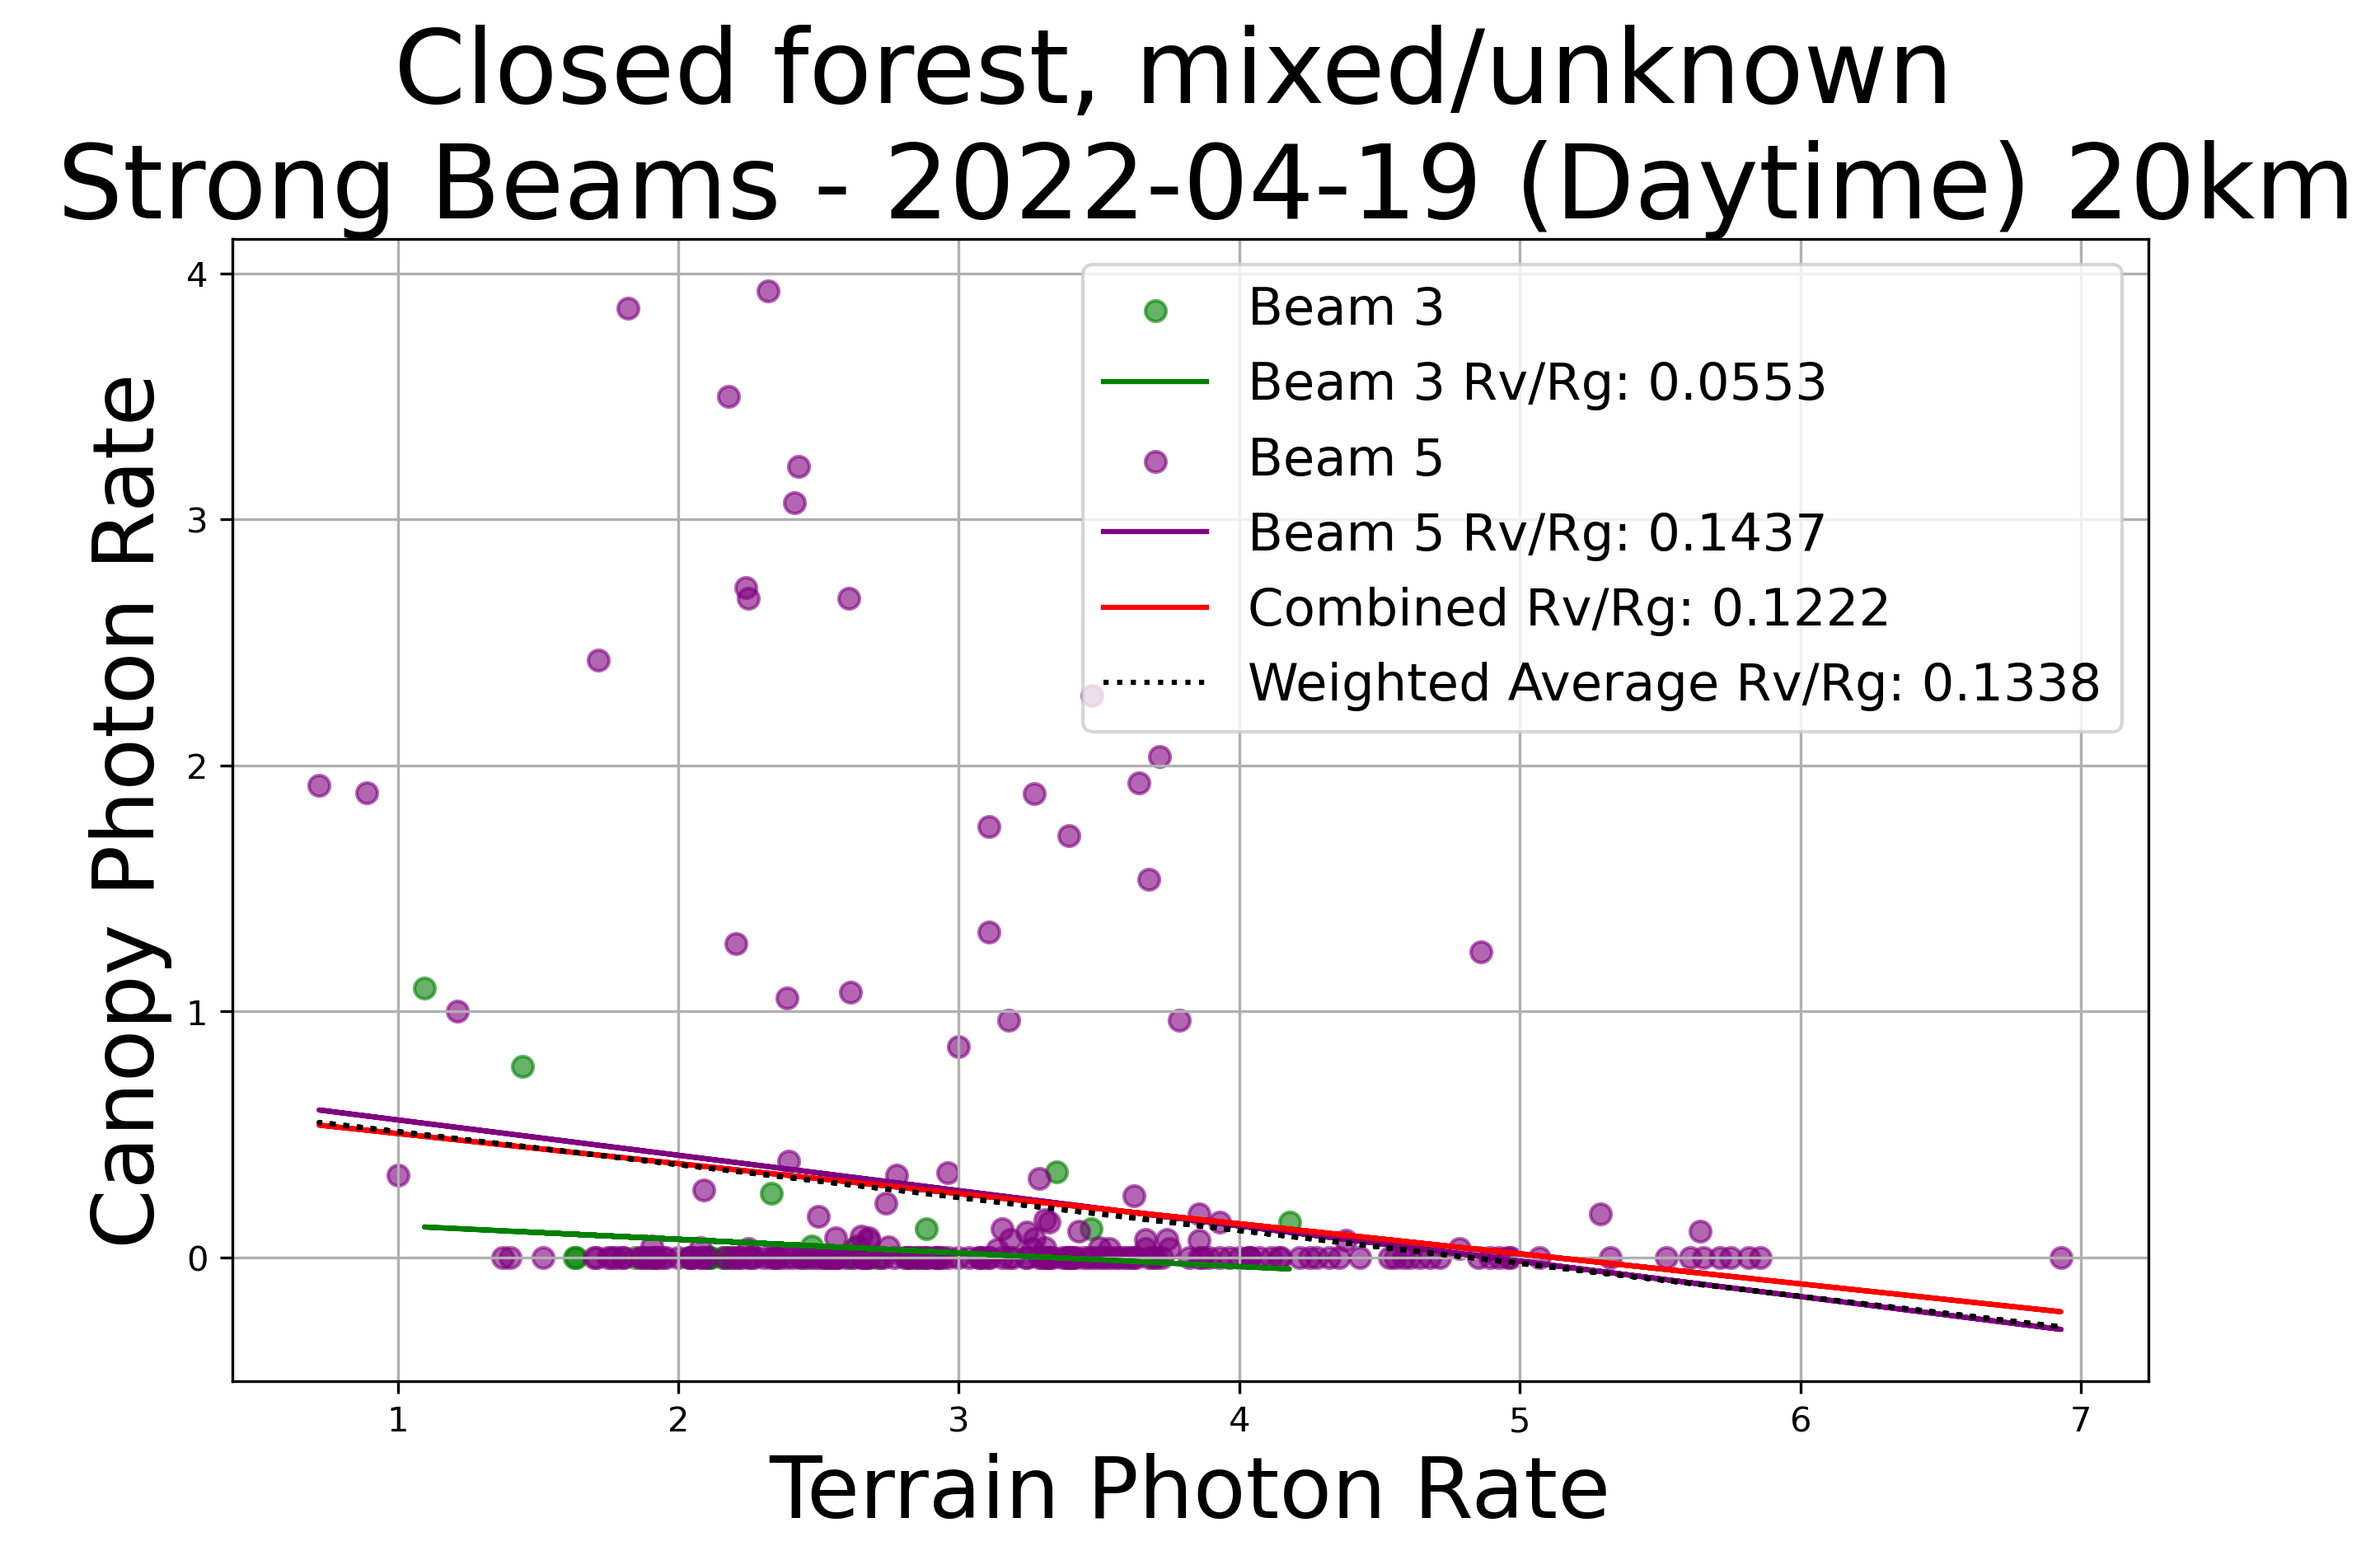 Closed forest, mixed/unknown
Strong Beams - 2022-04-19 (Daytime) 20km
Canopy Photon Rate
4
3
2
1
0
Beam 3
Beam 3 Rv/Rg: 0.0553
Beam 5
Beam 5 Rv/Rg: 0.1437
Combined Rv/Rg: 0.1222
Weighted Average Rv/Rg: 0.1338
1 2 3 4 5 6 7
Terrain Photon Rate